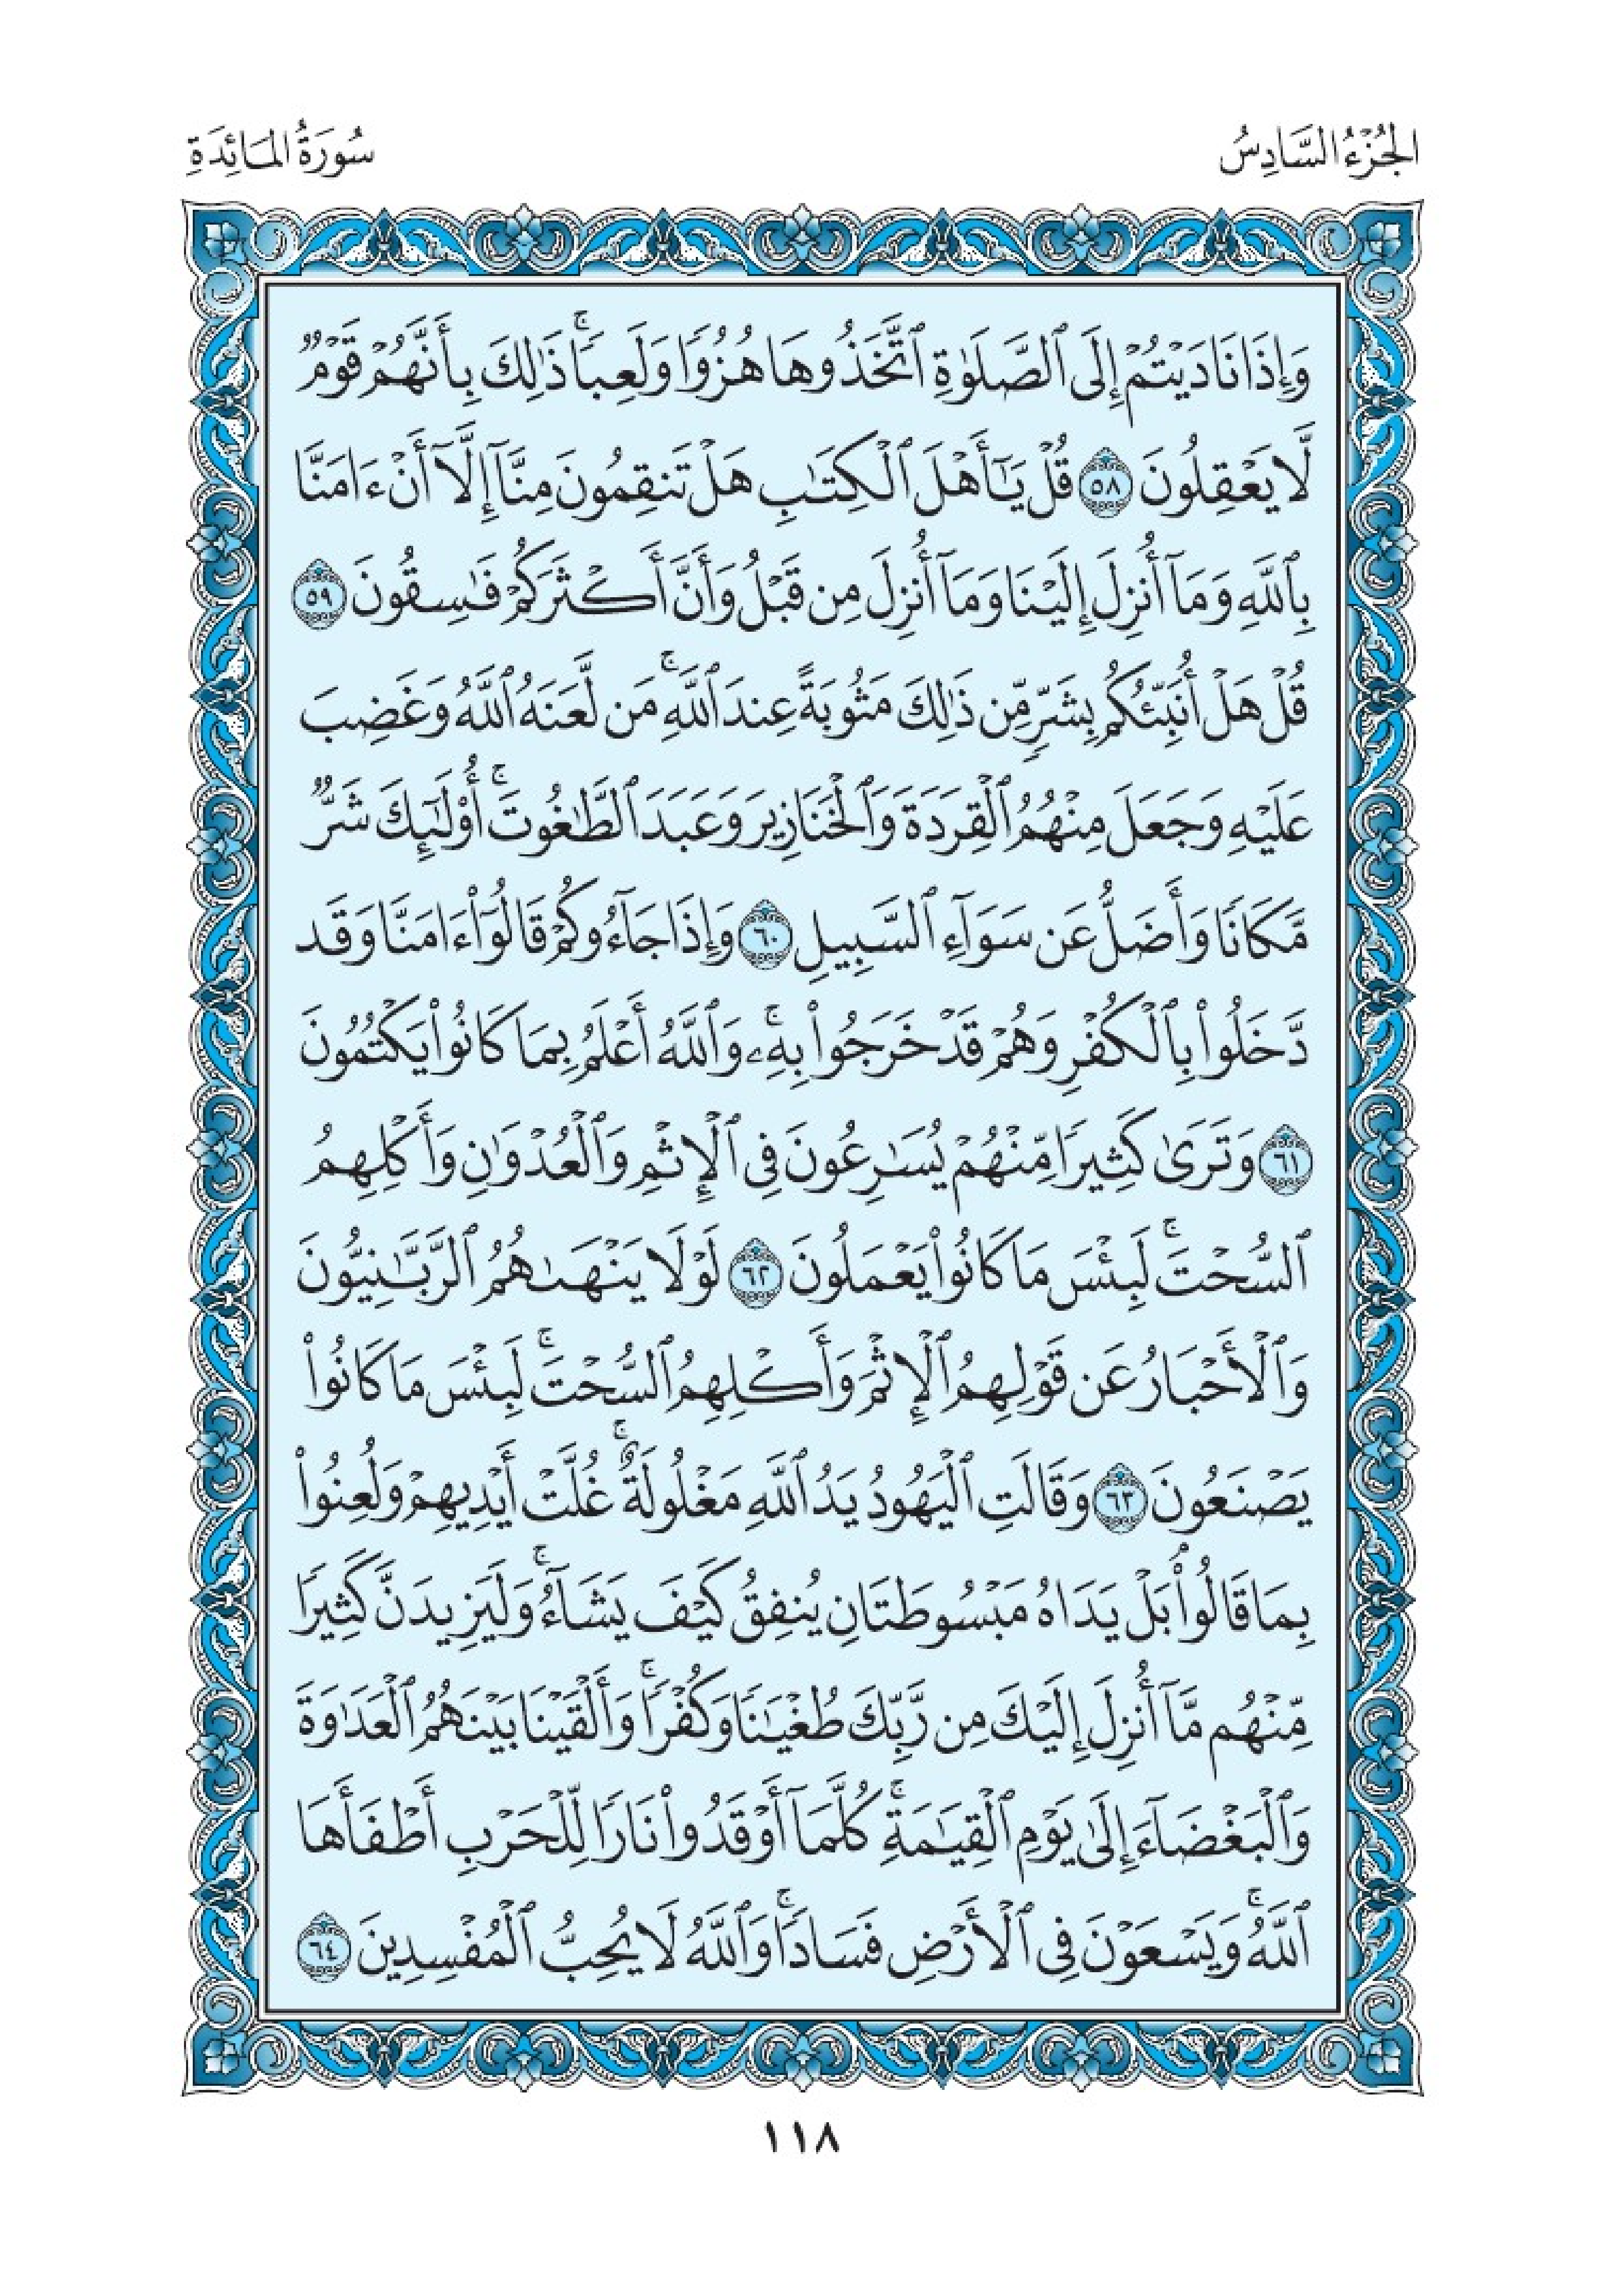 الجُزْءُ السَّادِسُ
سُورَةُ المَائِدَةِ
وَإِذَا نَادَيْتُمْ إِلَى ٱلصَّلَوٰةِ ٱتَّخَذُوهَا هُزُوًا وَلَعِبًا ۚ ذَٰلِكَ بِأَنَّهُمْ قَوْمٌ
لَّا يَعْقِلُونَ ٥٨ قُلْ يَـٰٓأَهْلَ ٱلْكِتَـٰبِ هَلْ تَنقِمُونَ مِنَّآ إِلَّآ أَنْ ءَامَنَّا
بِٱللَّهِ وَمَآ أُنزِلَ إِلَيْنَا وَمَآ أُنزِلَ مِن قَبْلُ وَأَنَّ أَكْثَرَكُمْ فَـٰسِقُونَ ٥٩
قُلْ هَلْ أُنَبِّئُكُم بِشَرٍّ مِّن ذَٰلِكَ مَثُوبَةً عِندَ ٱللَّهِ ۚ مَن لَّعَنَهُ ٱللَّهُ وَغَضِبَ
عَلَيْهِ وَجَعَلَ مِنْهُمُ ٱلْقِرَدَةَ وَٱلْخَنَازِيرَ وَعَبَدَ ٱلطَّـٰغُوتَ ۚ أُو۟لَـٰٓئِكَ شَرٌّ
مَّكَانًا وَأَضَلُّ عَن سَوَآءِ ٱلسَّبِيلِ ٦٠ وَإِذَا جَآءُوكُمْ قَالُوٓا۟ ءَامَنَّا وَقَد
دَّخَلُوا۟ بِٱلْكُفْرِ وَهُمْ قَدْ خَرَجُوا۟ بِهِۦ ۚ وَٱللَّهُ أَعْلَمُ بِمَا كَانُوا۟ يَكْتُمُونَ
٦١ وَتَرَىٰ كَثِيرًا مِّنْهُمْ يُسَـٰرِعُونَ فِى ٱلْإِثْمِ وَٱلْعُدْوَٰنِ وَأَكْلِهِمُ
ٱلسُّحْتَ ۚ لَبِئْسَ مَا كَانُوا۟ يَعْمَلُونَ ٦٢ لَوْلَا يَنْهَىٰهُمُ ٱلرَّبَّـٰنِيُّونَ
وَٱلْأَحْبَارُ عَن قَوْلِهِمُ ٱلْإِثْمَ وَأَكْلِهِمُ ٱلسُّحْتَ ۚ لَبِئْسَ مَا كَانُوا۟
يَصْنَعُونَ ٦٣ وَقَالَتِ ٱلْيَهُودُ يَدُ ٱللَّهِ مَغْلُولَةٌ ۚ غُلَّتْ أَيْدِيهِمْ وَلُعِنُوا۟
بِمَا قَالُوا۟ ۘ بَلْ يَدَاهُ مَبْسُوطَتَانِ يُنفِقُ كَيْفَ يَشَآءُ ۚ وَلَيَزِيدَنَّ كَثِيرًا
مِّنْهُم مَّآ أُنزِلَ إِلَيْكَ مِن رَّبِّكَ طُغْيَـٰنًا وَكُفْرًا ۚ وَأَلْقَيْنَا بَيْنَهُمُ ٱلْعَدَٰوَةَ
وَٱلْبَغْضَآءَ إِلَىٰ يَوْمِ ٱلْقِيَـٰمَةِ ۚ كُلَّمَآ أَوْقَدُوا۟ نَارًا لِّلْحَرْبِ أَطْفَأَهَا
ٱللَّهُ ۚ وَيَسْعَوْنَ فِى ٱلْأَرْضِ فَسَادًا ۚ وَٱللَّهُ لَا يُحِبُّ ٱلْمُفْسِدِينَ ٦٤
١١٨